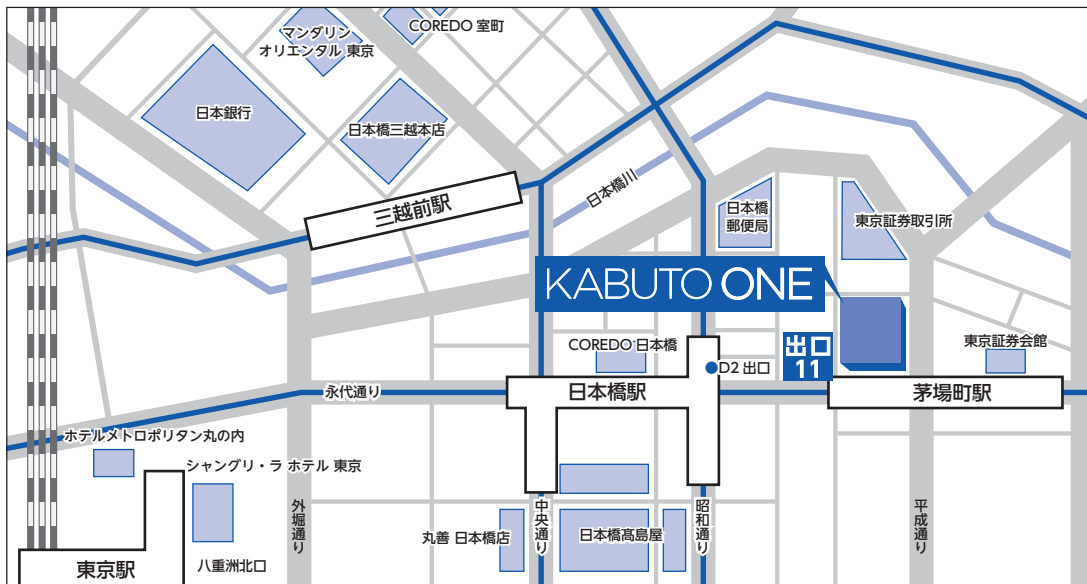 COREDO 室町
マンダリン
オリエンタル 東京
日本銀行
日本橋三越本店
三越前駅
日本橋川
日本橋
郵便局
東京証券取引所
KABUTO ONE
COREDO 日本橋
出口
11
東京証券会館
D2 出口
永代通り
日本橋駅
茅場町駅
ホテルメトロポリタン丸の内
シャングリ・ラ ホテル 東京
外堀通り
中央通り
昭和通り
平成通り
丸善 日本橋店
日本橋髙島屋
東京駅
八重洲北口